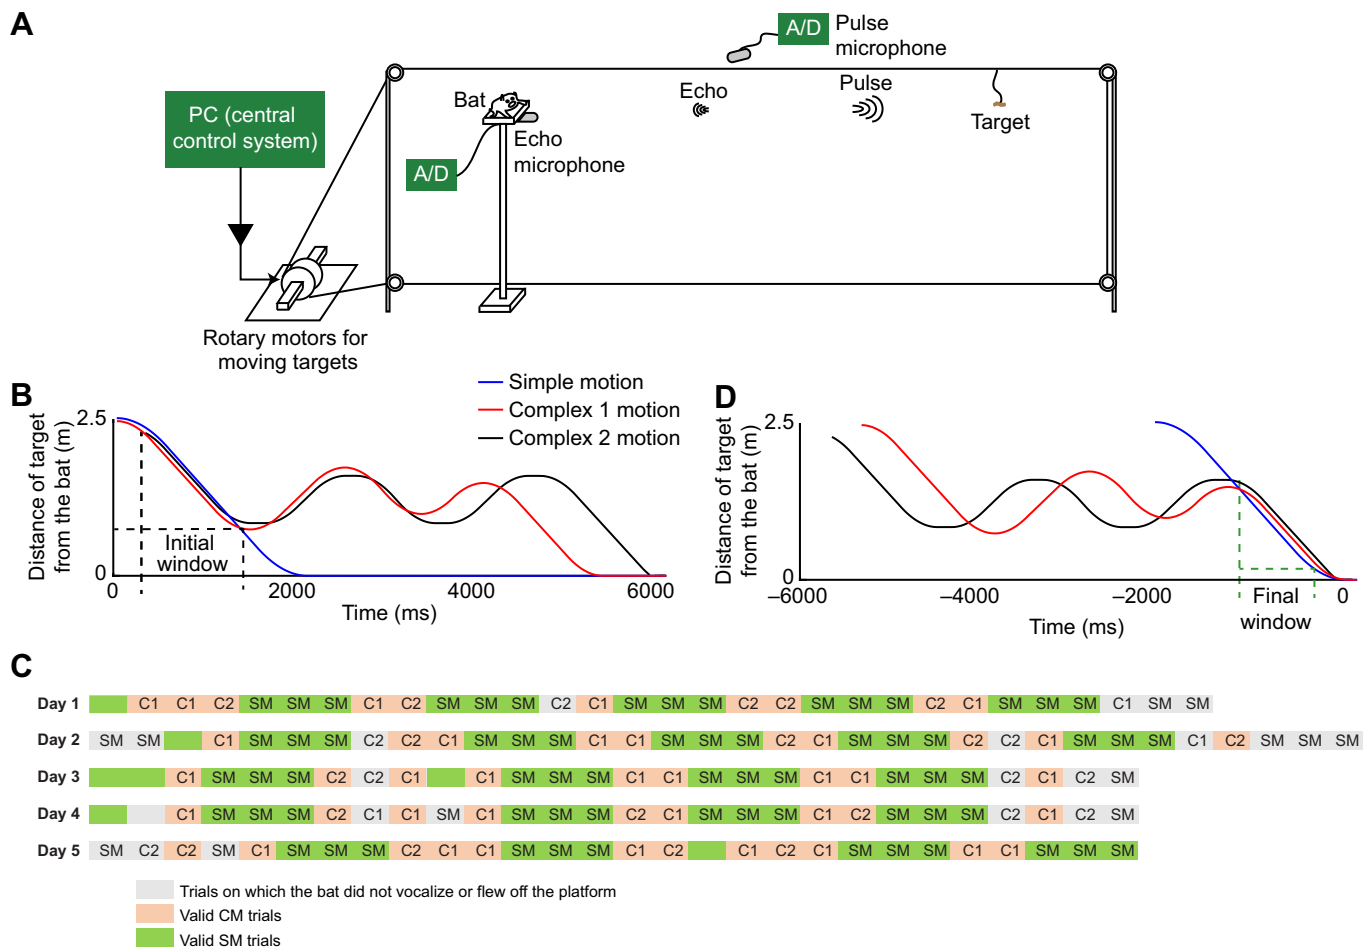 A
A/D
Pulse
microphone
PC (central
control system)
Bat
Echo
Pulse
Target
Echo
microphone
A/D
Rotary motors for
moving targets
B
Simple motion
Complex 1 motion
Complex 2 motion
Distance of target
from the bat (m)
2.5
0
Initial
window
0
2000
4000
6000
Time (ms)
D
Distance of target
from the bat (m)
2.5
0
–6000
–4000
–2000
0
Final
window
Time (ms)
C
Day 1 C1 C1 C2 SM SM SM C1 C2 SM SM SM C2 C1 SM SM SM C2 C2 SM SM SM C2 C1 SM SM SM C1 SM SM
Day 2 SM SM C1 SM SM SM C2 C2 C1 SM SM SM C1 C1 SM SM SM C2 C1 SM SM SM C2 C2 C1 SM SM SM C1 C2 SM SM SM
Day 3 C1 SM SM SM C2 C2 C1 C1 SM SM SM C1 C1 SM SM SM C1 C1 SM SM SM C2 C1 C2 SM
Day 4 C1 SM SM SM C2 C1 C1 SM C1 SM SM SM C2 C1 SM SM SM C1 C2 SM SM SM C2 C1 C2 SM
Day 5 SM C2 C2 SM C1 SM SM SM C2 C1 C1 SM SM SM C1 C2 C1 C2 C1 SM SM SM C1 C1 SM SM SM
Trials on which the bat did not vocalize or flew off the platform
Valid CM trials
Valid SM trials